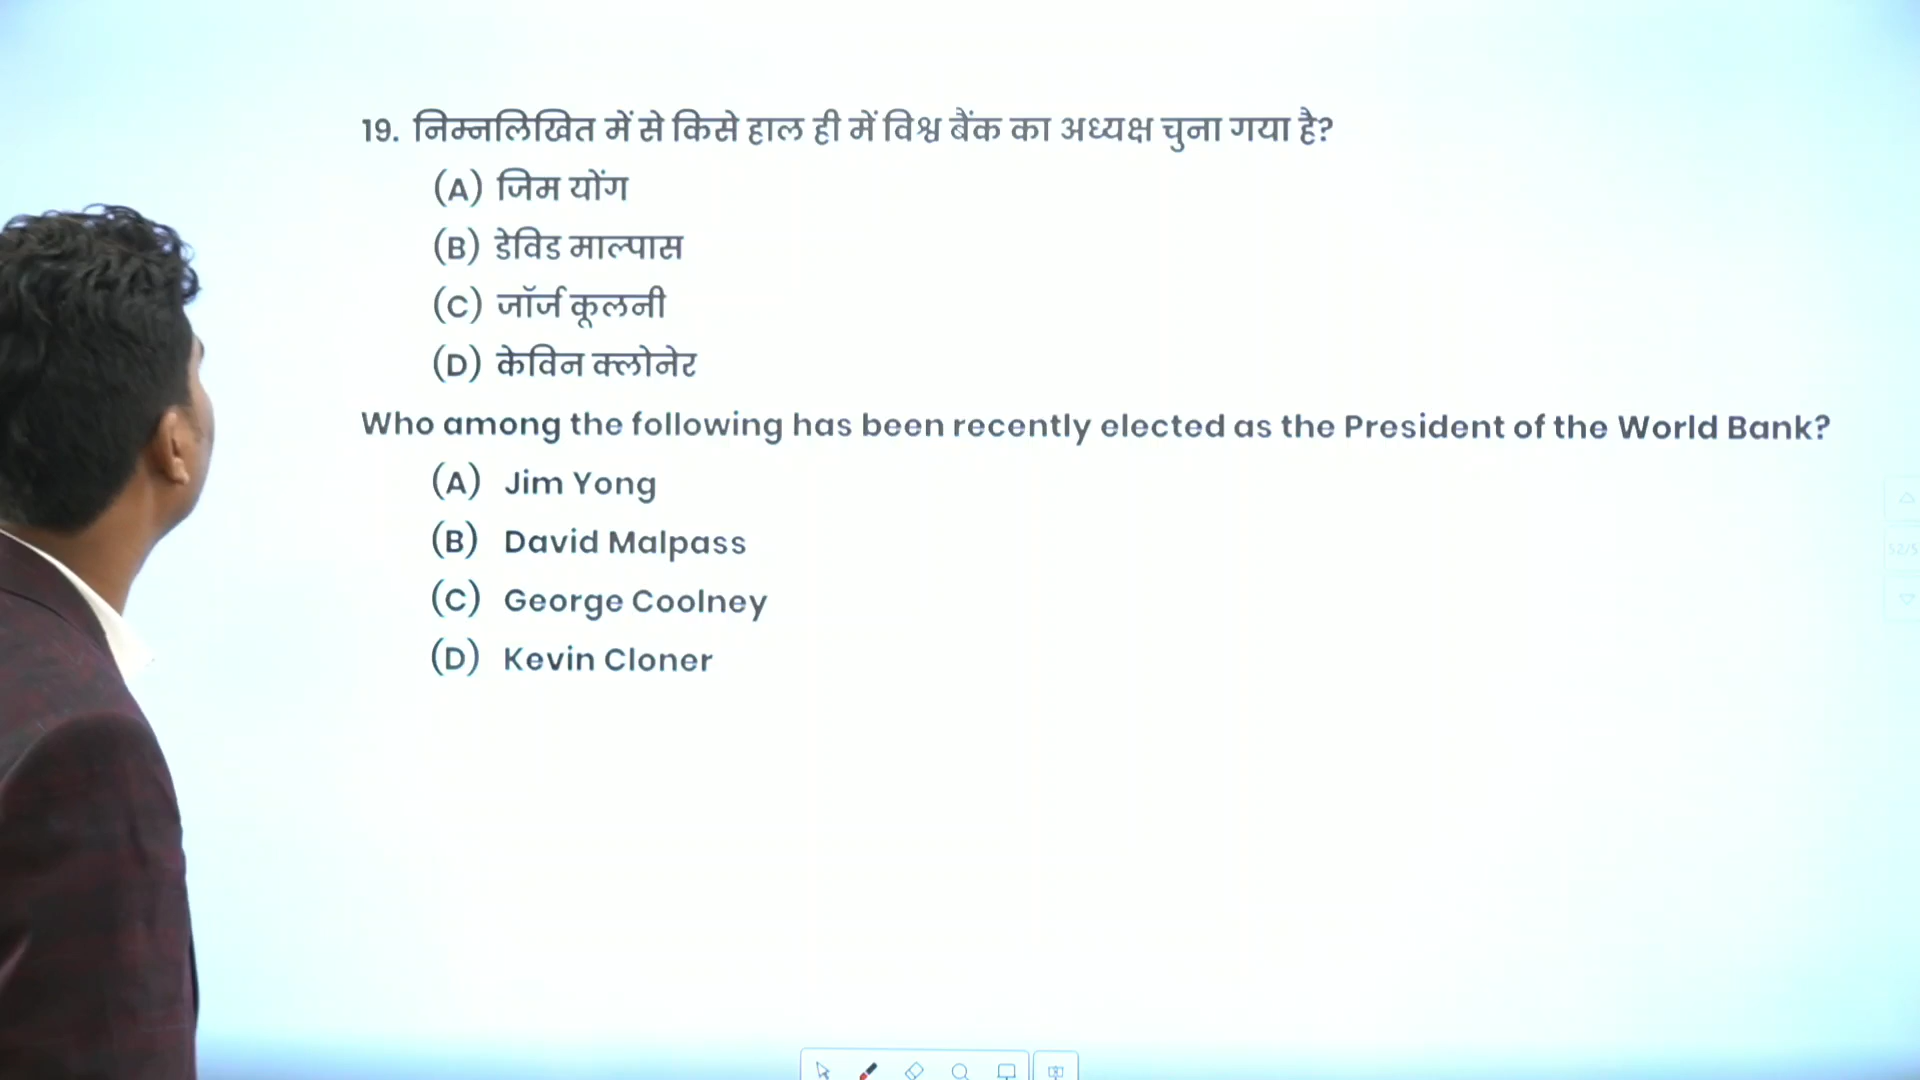 19. निम्नलिखित में से किसे हाल ही में विश्व बैंक का अध्यक्ष चुना गया है?
(A) जिम योंग
(B) डेविड माल्पास
(C) जॉर्ज कूलनी
(D) केविन क्लोनेर
Who among the following has been recently elected as the President of the World Bank?
(A) Jim Yong
(B) David Malpass
(C) George Coolney
(D) Kevin Cloner